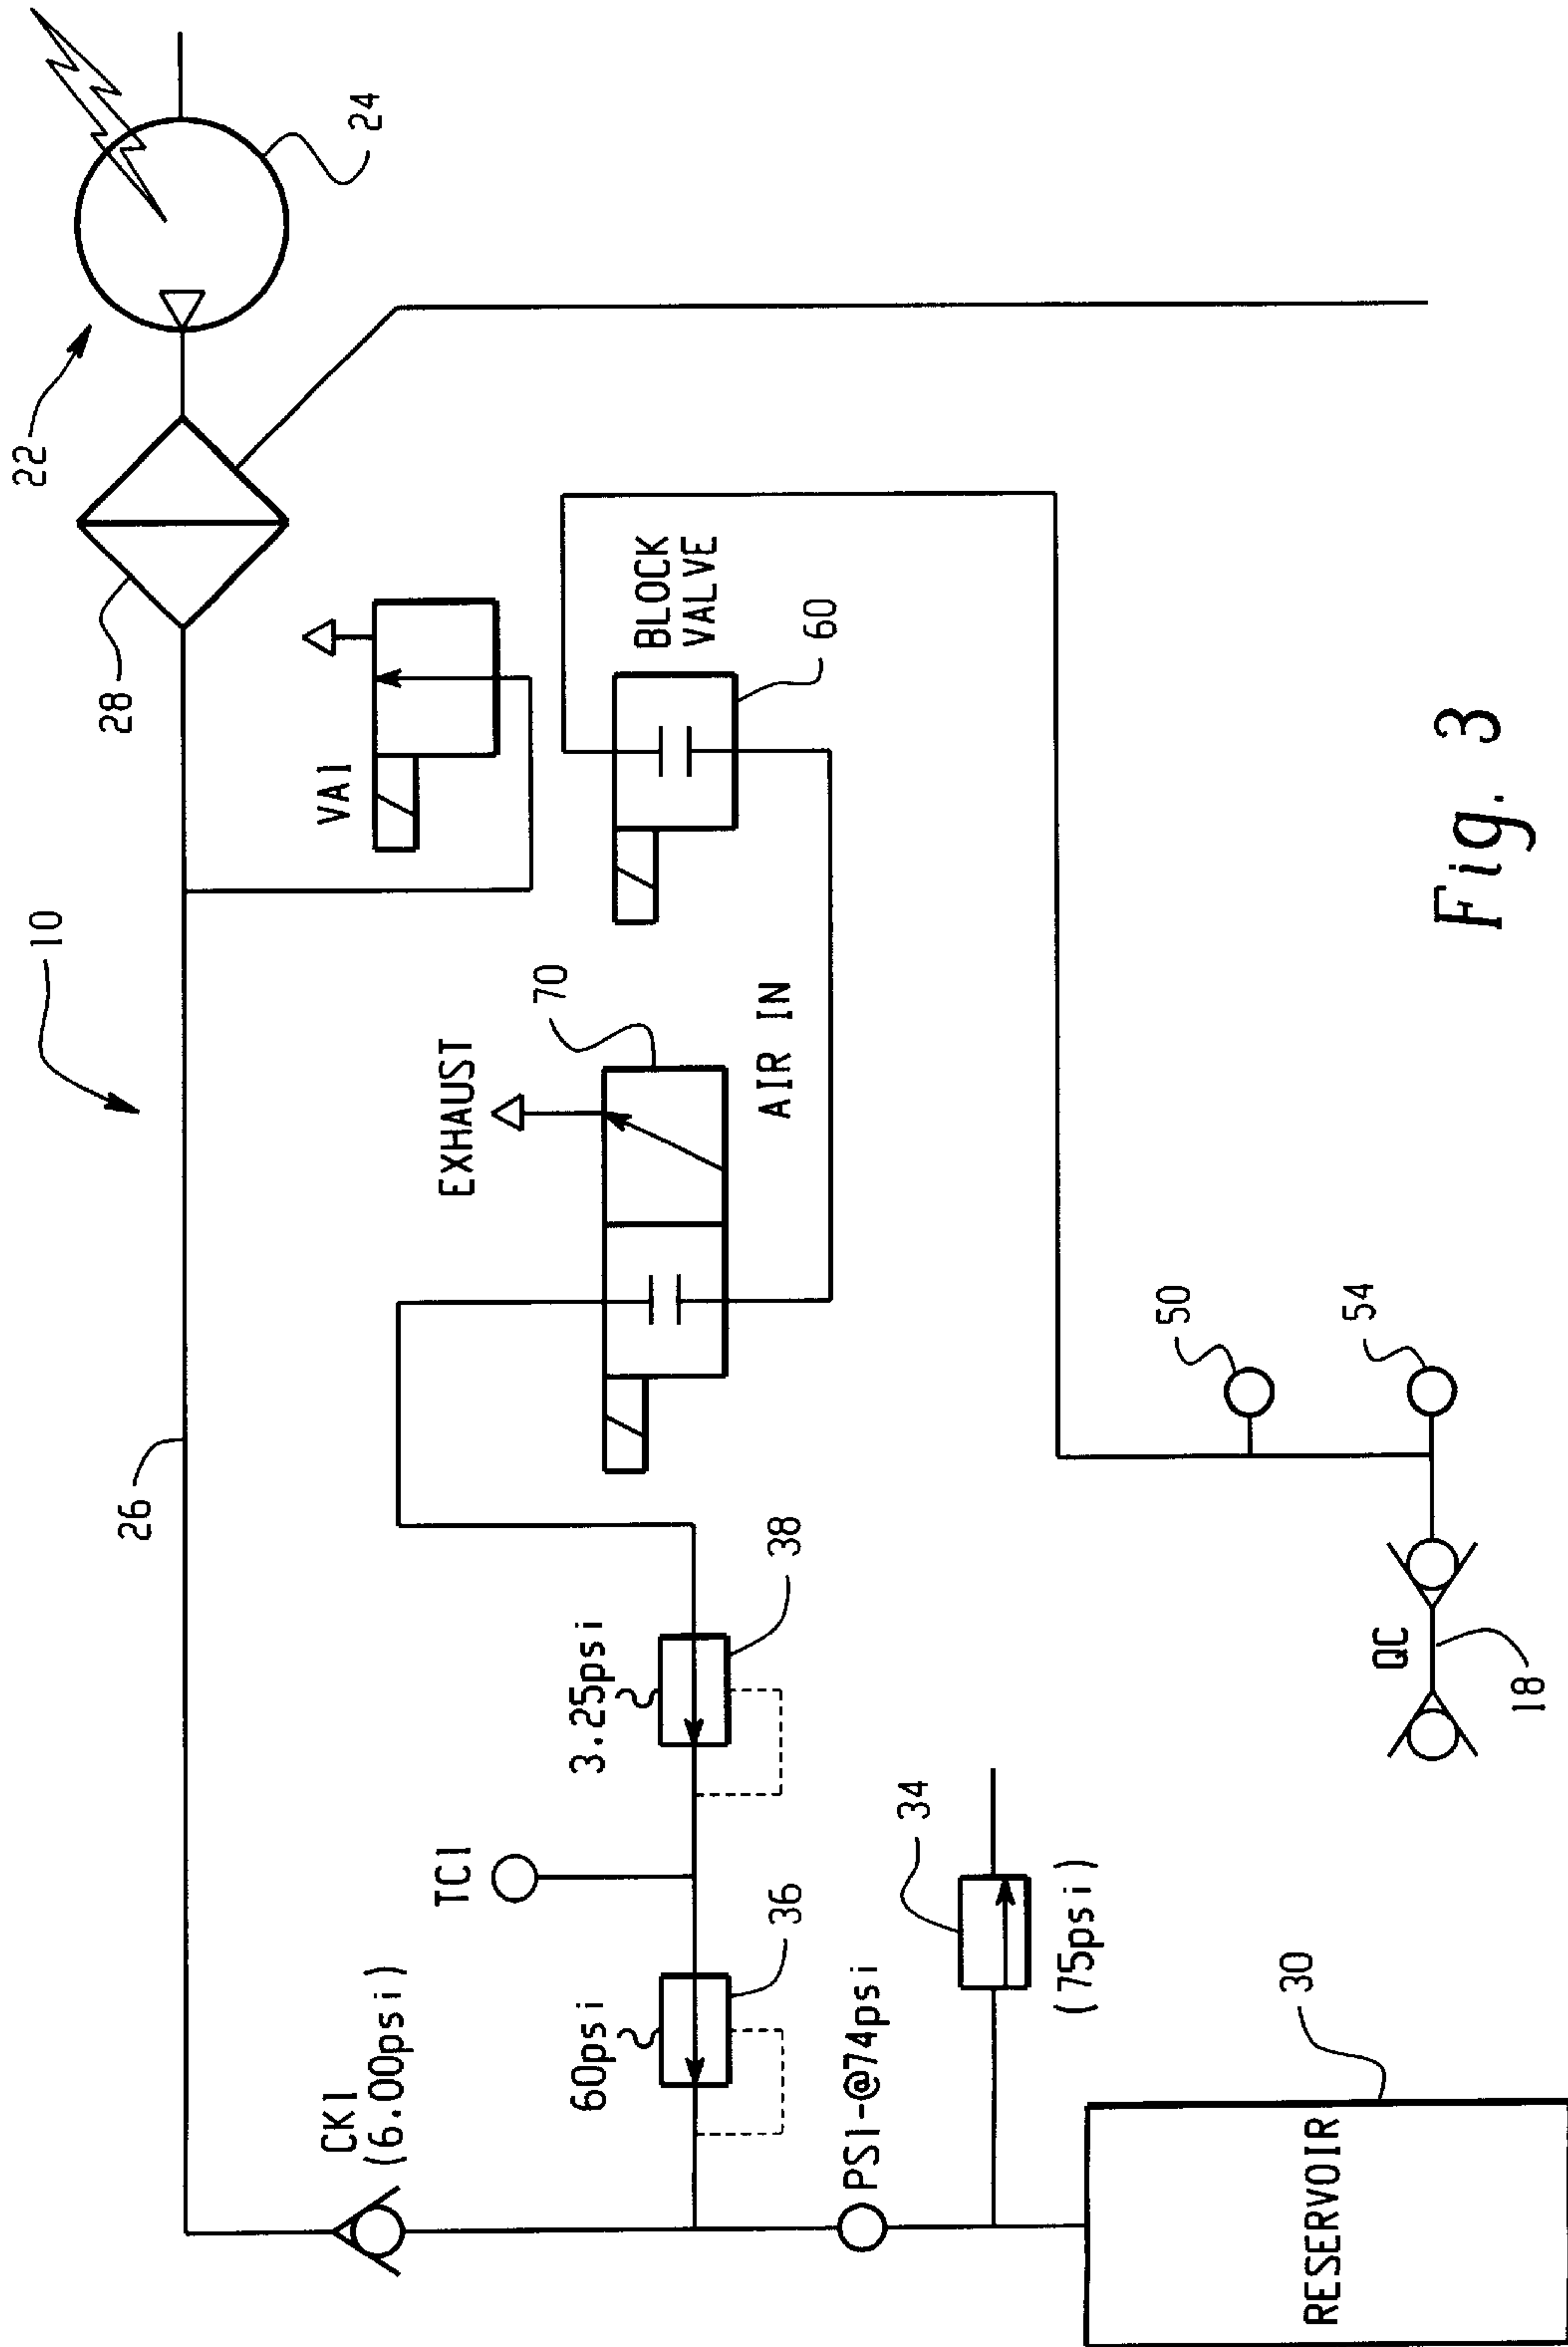 22
24
28
10
26
VA1
BLOCK
VALVE
60
EXHAUST
70
AIR IN
CK1
(6.00psi)
TC1
60psi
36
3.25psi
38
PS1-@74psi
34
(75psi)
50
54
QC
18
RESERVOIR
30
Fig. 3